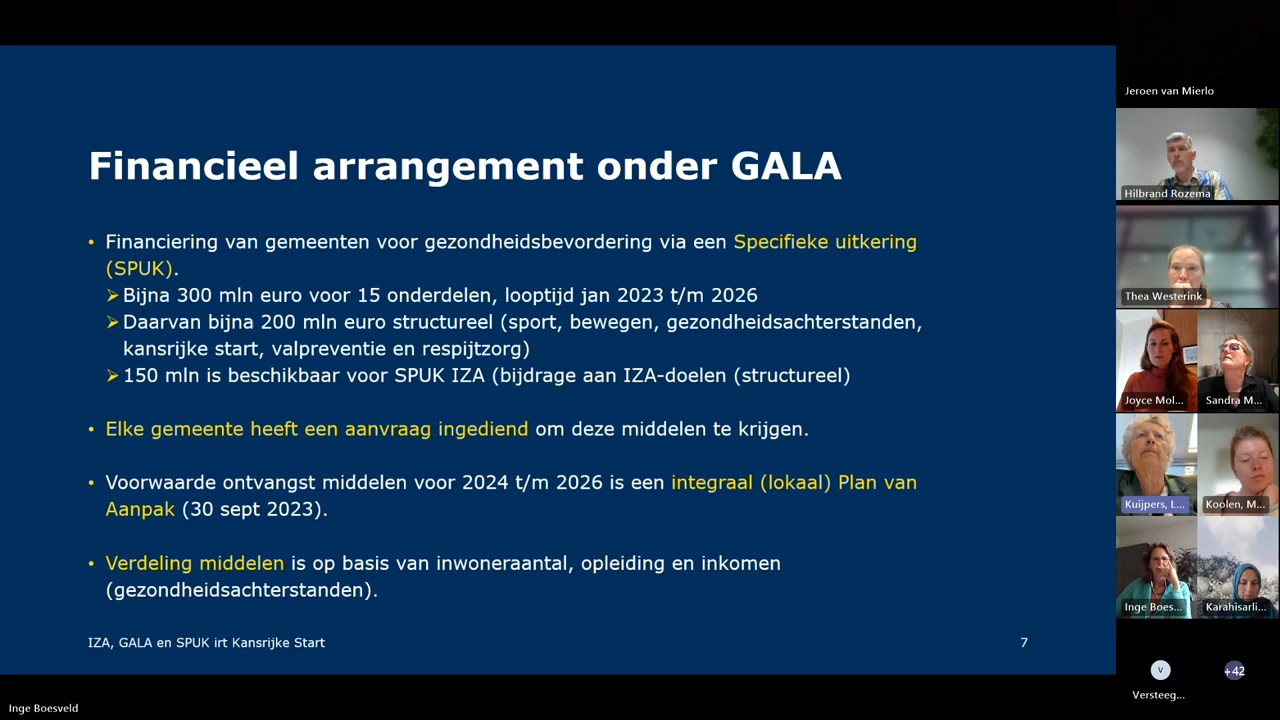 Financieel arrangement onder GALA
• Financiering van gemeenten voor gezondheidsbevordering via een Specifieke uitkering
(SPUK).
➢Bijna 300 mln euro voor 15 onderdelen, looptijd jan 2023 t/m 2026
➢Daarvan bijna 200 mln euro structureel (sport, bewegen, gezondheidsachterstanden,
kansrijke start, valpreventie en respijtzorg)
➢150 mln is beschikbaar voor SPUK IZA (bijdrage aan IZA-doelen (structureel)
• Elke gemeente heeft een aanvraag ingediend om deze middelen te krijgen.
• Voorwaarde ontvangst middelen voor 2024 t/m 2026 is een integraal (lokaal) Plan van
Aanpak (30 sept 2023).
• Verdeling middelen is op basis van inwoneraantal, opleiding en inkomen
(gezondheidsachterstanden).
IZA, GALA en SPUK irt Kansrijke Start
7
Jeroen van Mierlo
Hilbrand Rozema
Thea Westerink
Joyce Mol...
Sandra M...
Kuijpers, L...
Koolen, M...
Inge Boes...
Karahisarli...
V
+42
Versteeg...
Inge Boesveld